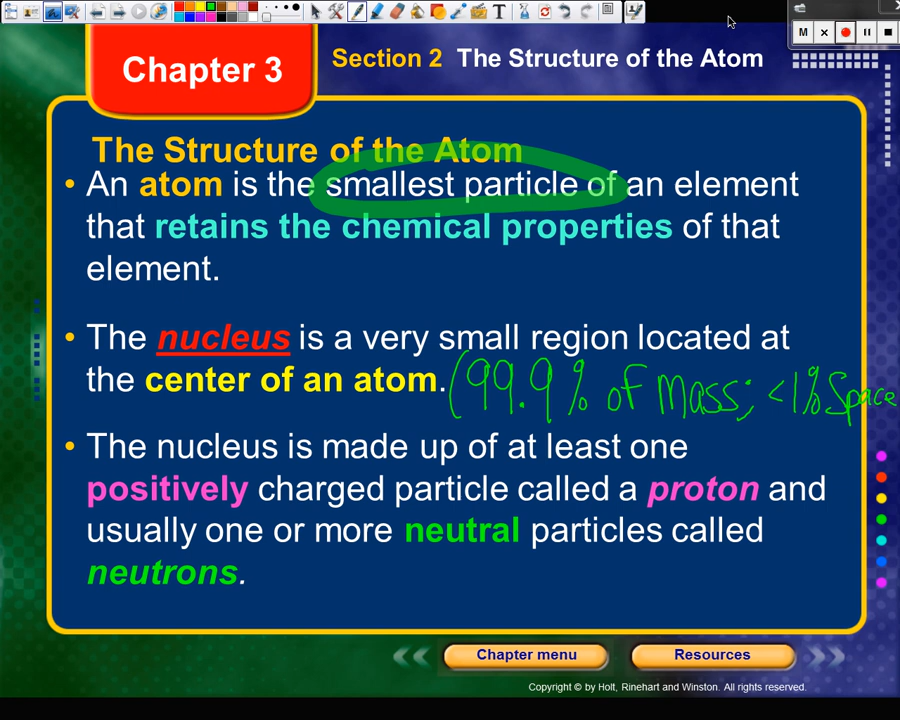 M
Chapter 3
Section 2 The Structure of the Atom
The Structure of the Atom
• An atom is the smallest particle of an element
that retains the chemical properties of that
element.
• The nucleus is a very small region located at
the center of an atom. (99.9% of mass; <1% Space
• The nucleus is made up of at least one
positively charged particle called a proton and
usually one or more neutral particles called
neutrons.
Chapter menu
Resources
Copyright © by Holt, Rinehart and Winston. All rights reserved.